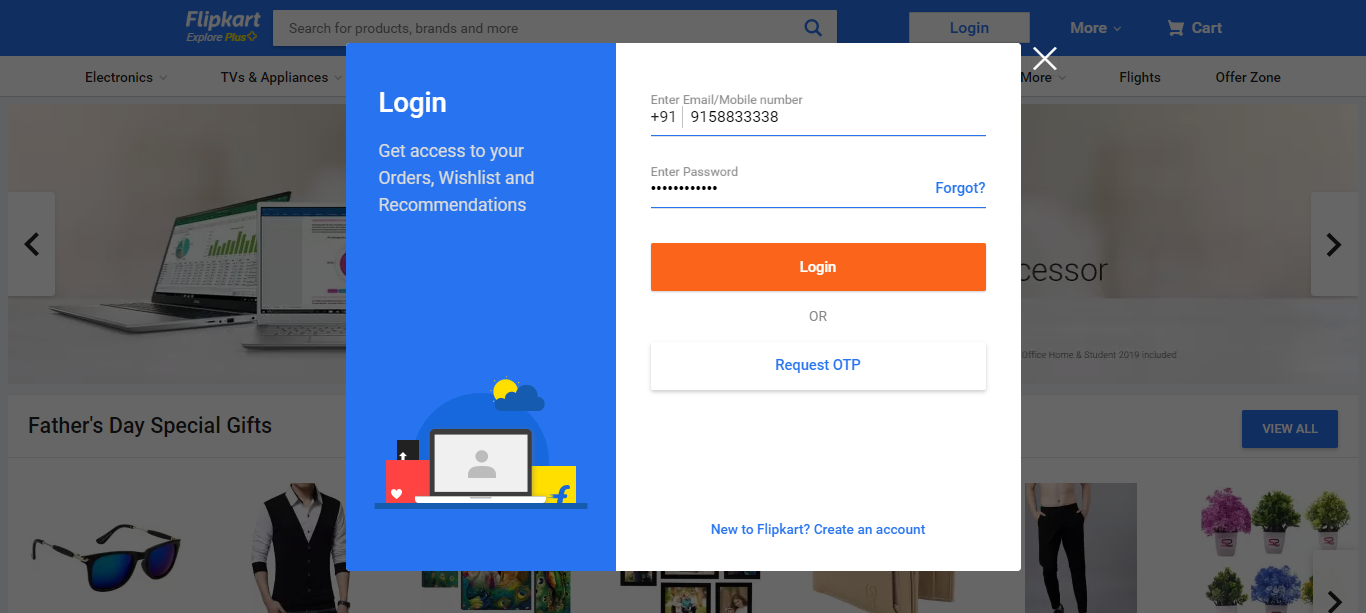 Flipkart
Explore Plus
Search for products, brands and more
Login
More
Cart
Electronics
TVs & Appliances
More
Flights
Offer Zone
Login
Get access to your
Orders, Wishlist and
Recommendations
Enter Email/Mobile number
+91 9158833338
Enter Password
••••••••••••
Forgot?
Login
OR
Request OTP
New to Flipkart? Create an account
cessor
Office Home & Student 2019 included
Father's Day Special Gifts
VIEW ALL